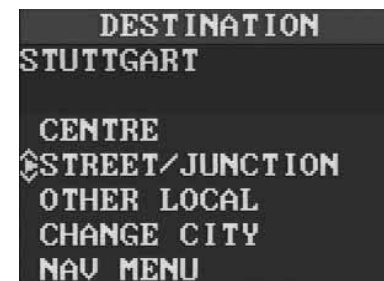 DESTINATION
STUTTGART
CENTRE
STREET/JUNCTION
OTHER LOCAL
CHANGE CITY
NAV MENU